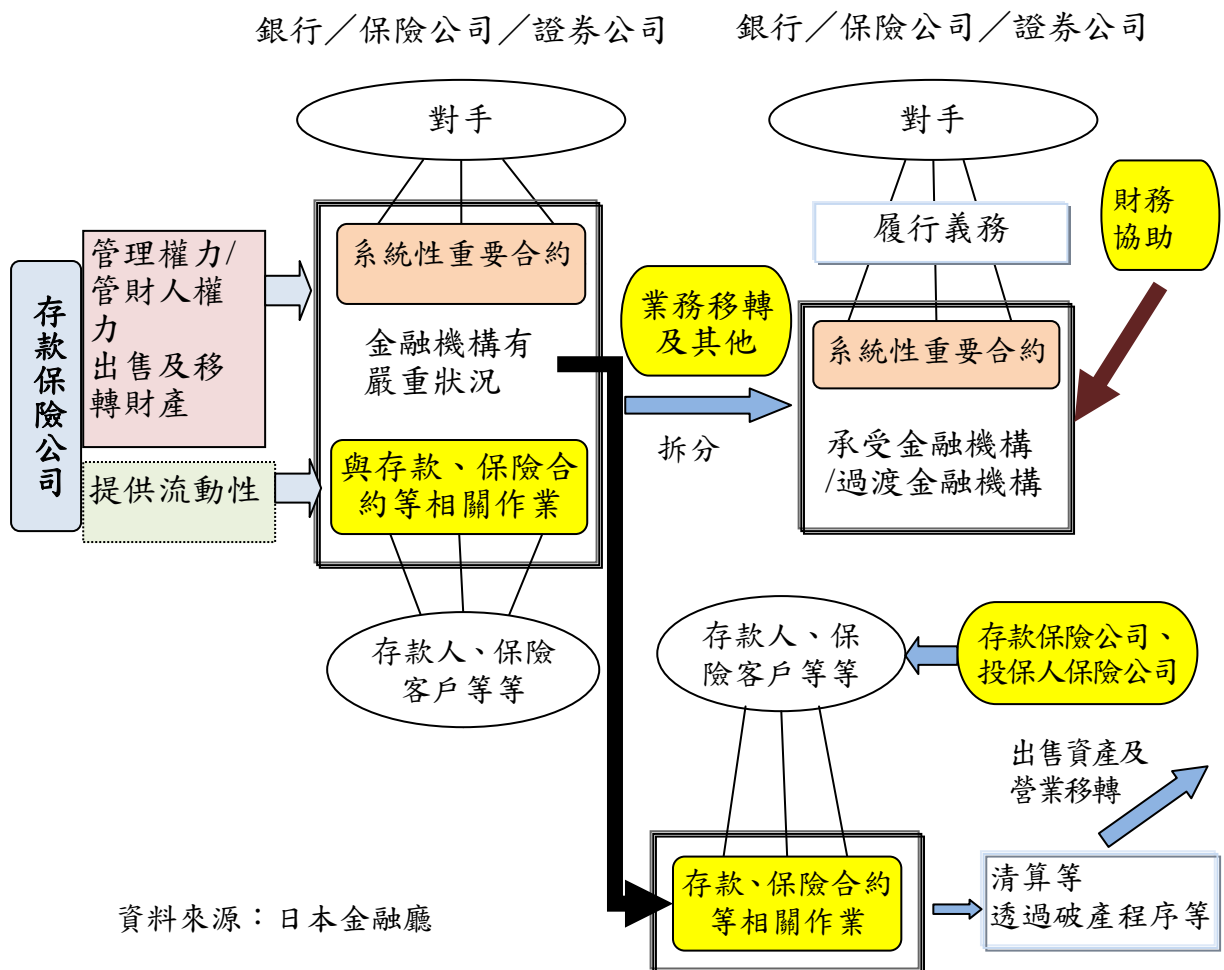 銀行／保險公司／證券公司
銀行／保險公司／證券公司
對手
對手
存款保險公司
管理權力/
管財人權
力
出售及移
轉財產
提供流動性
系統性重要合約
金融機構有
嚴重狀況
與存款、保險合
約等相關作業
業務移轉
及其他
拆分
履行義務
系統性重要合約
承受金融機構
/過渡金融機構
財務
協助
存款人、保險
客戶等等
存款人、保
險客戶等等
存款保險公司、
投保人保險公司
出售資產及
營業移轉
存款、保險合約
等相關作業
清算等
透過破產程序等
資料來源：日本金融廳